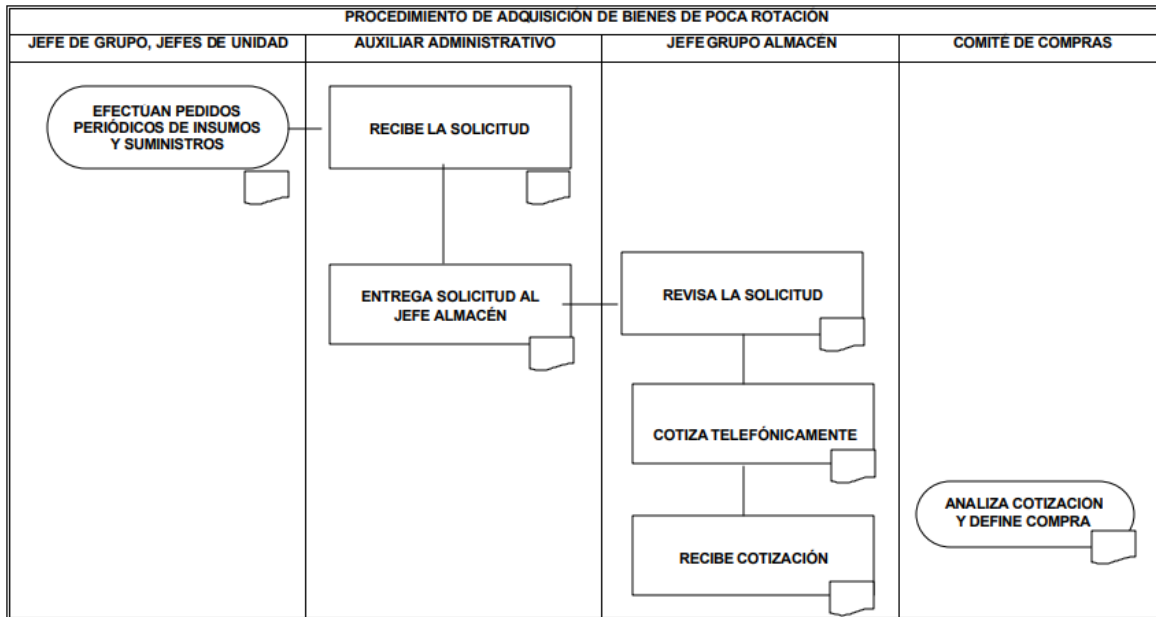 PROCEDIMIENTO DE ADQUISICIÓN DE BIENES DE POCA ROTACIÓN
JEFE DE GRUPO, JEFES DE UNIDAD
AUXILIAR ADMINISTRATIVO
JEFE GRUPO ALMACÉN
COMITÉ DE COMPRAS
EFECTUAN PEDIDOS
PERIÓDICOS DE INSUMOS
Y SUMINISTROS
RECIBE LA SOLICITUD
ENTREGA SOLICITUD AL
JEFE ALMACÉN
REVISA LA SOLICITUD
COTIZA TELEFÓNICAMENTE
RECIBE COTIZACIÓN
ANALIZA COTIZACION
Y DEFINE COMPRA